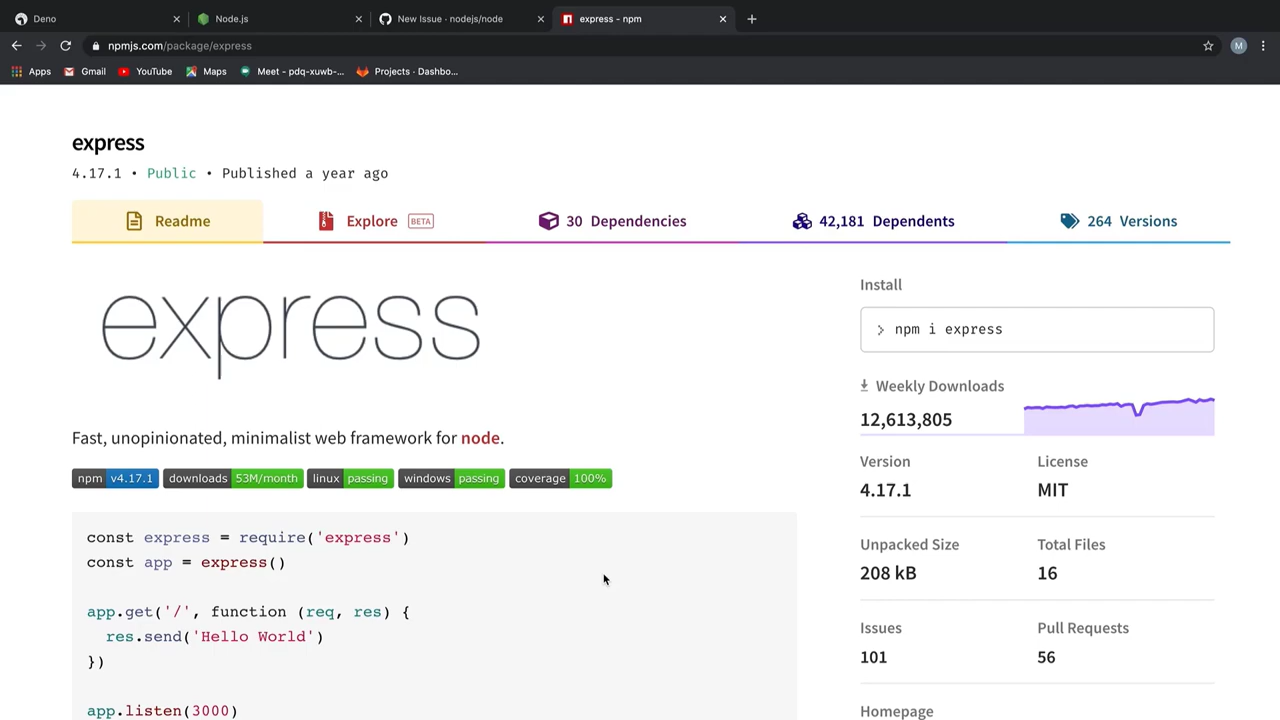 Deno
Node.js
New Issue · nodejs/node
express - npm
npmjs.com/package/express
M
Apps
Gmail
YouTube
Maps
Meet - pdq-xuwb-...
Projects · Dashbo...
express
4.17.1 • Public • Published a year ago
Readme
Explore BETA
30 Dependencies
42,181 Dependents
264 Versions
express
Fast, unopinionated, minimalist web framework for node.
npm v4.17.1 downloads 53M/month linux passing windows passing coverage 100%
const express = require('express')
const app = express()
app.get('/', function (req, res) {
res.send('Hello World')
})
app.listen(3000)
Install
> npm i express
Weekly Downloads
12,613,805
Version
4.17.1
License
MIT
Unpacked Size
208 kB
Total Files
16
Issues
101
Pull Requests
56
Homepage